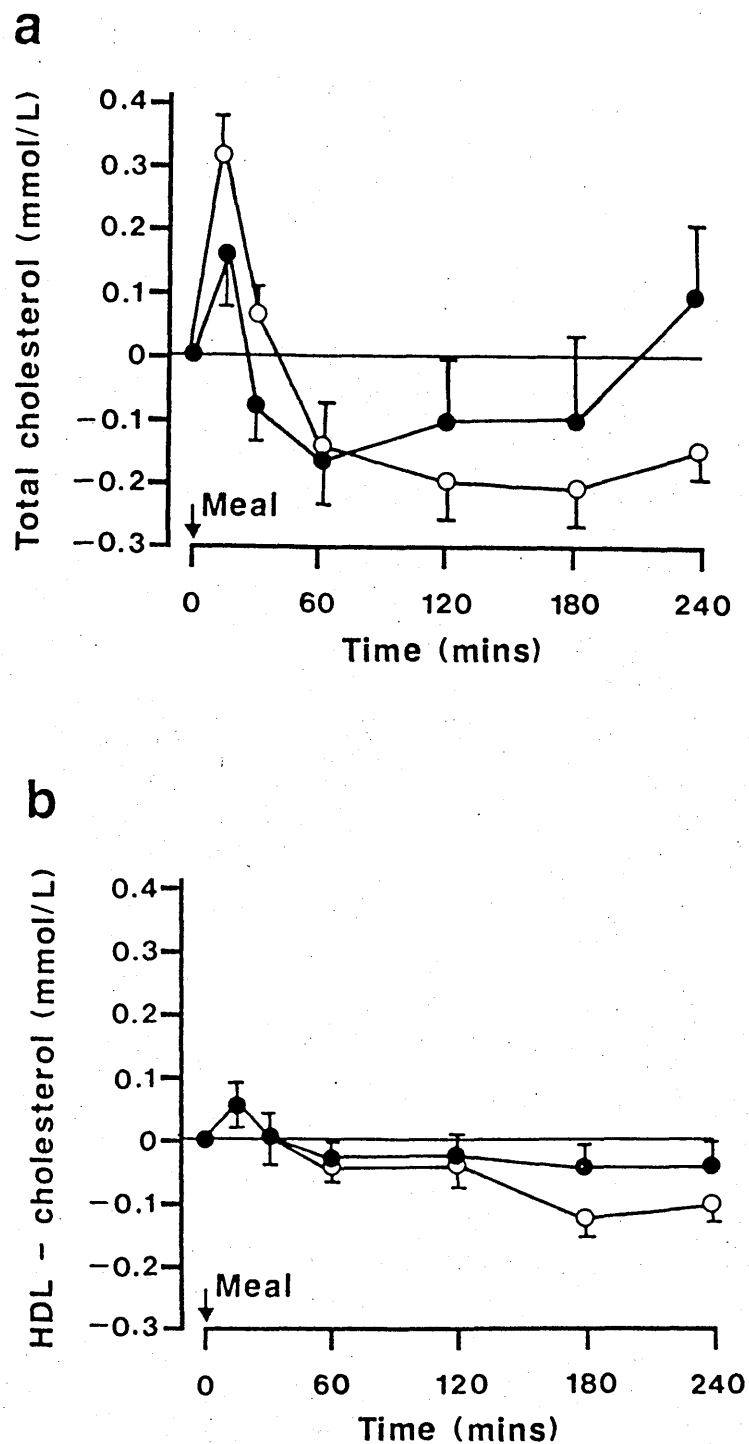 a
Total cholesterol (mmol/L)
0.4
0.3
0.2
0.1
0
−0.1
−0.2
−0.3
Meal
0 60 120 180 240
Time (mins)
b
HDL − cholesterol (mmol/L)
0.4
0.3
0.2
0.1
0
−0.1
−0.2
−0.3
Meal
0 60 120 180 240
Time (mins)